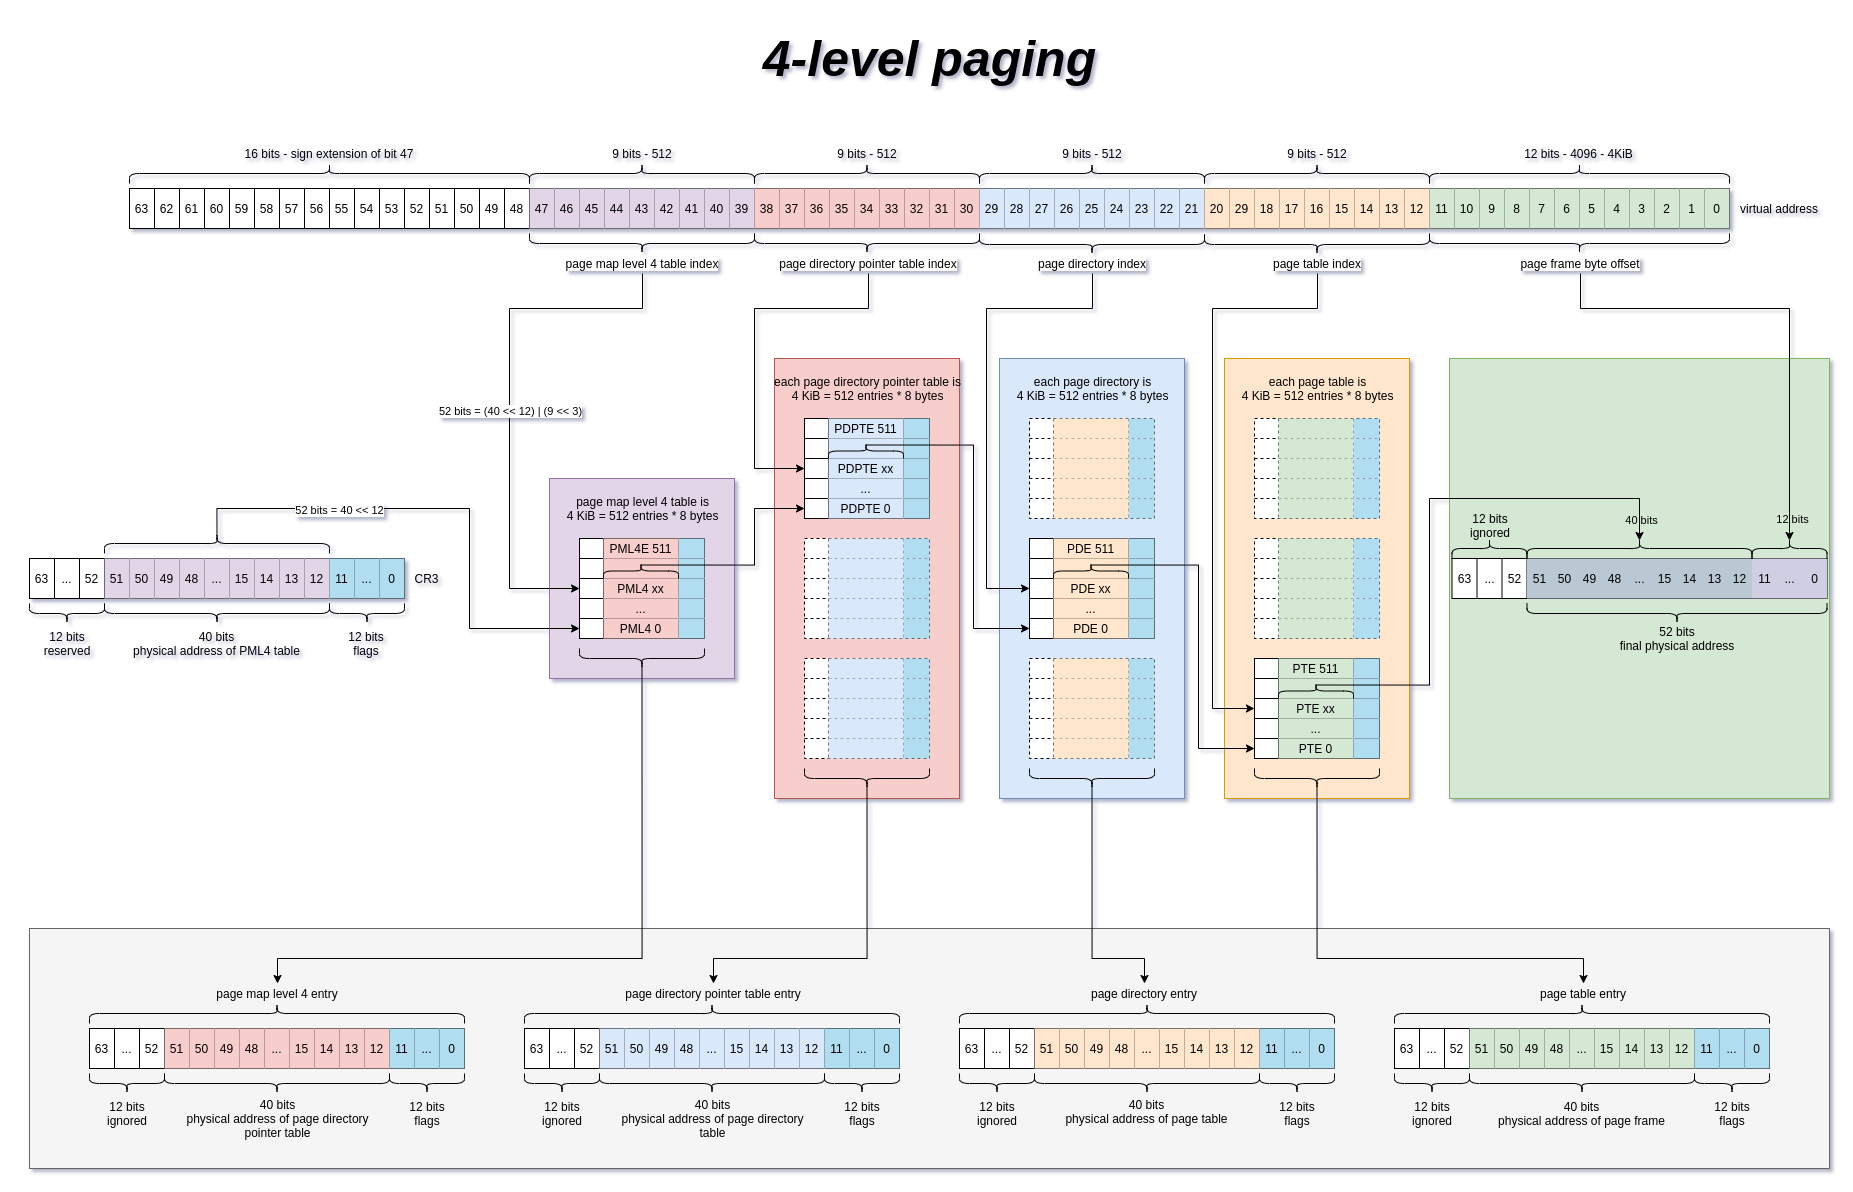 4-level paging
16 bits - sign extension of bit 47
9 bits - 512
9 bits - 512
9 bits - 512
9 bits - 512
12 bits - 4096 - 4KiB
63 62 61 60 59 58 57 56 55 54 53 52 51 50 49 48 47 46 45 44 43 42 41 40 39 38 37 36 35 34 33 32 31 30 29 28 27 26 25 24 23 22 21 20 29 18 17 16 15 14 13 12 11 10 9 8 7 6 5 4 3 2 1 0 virtual address
page map level 4 table index
page directory pointer table index
page directory index
page table index
page frame byte offset
52 bits = (40 << 12) | (9 << 3)
52 bits = 40 << 12
63 ... 52 51 50 49 48 ... 15 14 13 12 11 ... 0 CR3
12 bits
reserved
40 bits
physical address of PML4 table
12 bits
flags
page map level 4 table is
4 KiB = 512 entries * 8 bytes
PML4E 511
PML4 xx
...
PML4 0
each page directory pointer table is
4 KiB = 512 entries * 8 bytes
PDPTE 511
PDPTE xx
...
PDPTE 0
each page directory is
4 KiB = 512 entries * 8 bytes
PDE 511
PDE xx
...
PDE 0
each page table is
4 KiB = 512 entries * 8 bytes
PTE 511
PTE xx
...
PTE 0
12 bits
ignored
40 bits
12 bits
63 ... 52 51 50 49 48 ... 15 14 13 12 11 ... 0
52 bits
final physical address
page map level 4 entry
63 ... 52 51 50 49 48 ... 15 14 13 12 11 ... 0
12 bits
ignored
40 bits
physical address of page directory
pointer table
12 bits
flags
page directory pointer table entry
63 ... 52 51 50 49 48 ... 15 14 13 12 11 ... 0
12 bits
ignored
40 bits
physical address of page directory
table
12 bits
flags
page directory entry
63 ... 52 51 50 49 48 ... 15 14 13 12 11 ... 0
12 bits
ignored
40 bits
physical address of page table
12 bits
flags
page table entry
63 ... 52 51 50 49 48 ... 15 14 13 12 11 ... 0
12 bits
ignored
40 bits
physical address of page frame
12 bits
flags